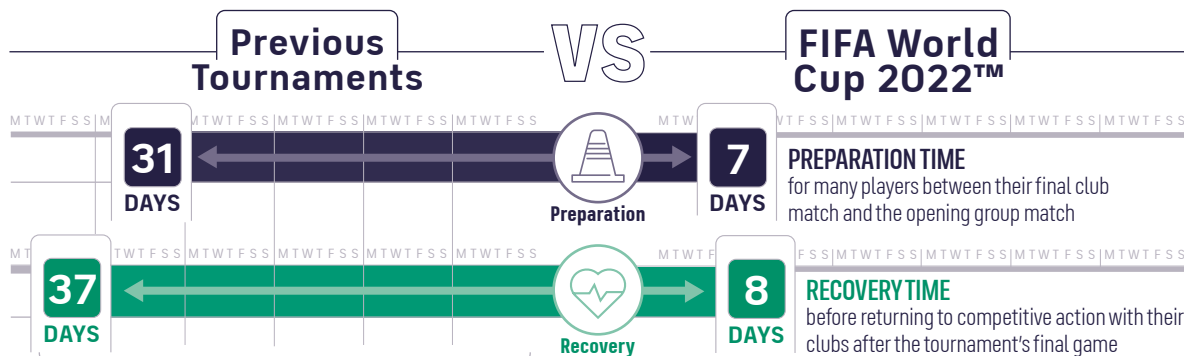 Previous
Tournaments
VS
FIFA World
Cup 2022™
M T W T F S S | M
T W T F S S | M T W T F S S | M T W T F S S | M T W T F S S
M T W
W T F S S | M T W T F S S | M T W T F S S | M T W T F S S | M T W T F S S
31
DAYS
Preparation
7
DAYS
PREPARATION TIME
for many players between their final club
match and the opening group match
M T
T W T F S S | M T W T F S S | M T W T F S S | M T W T F S S | M T W T F S S
M T W T F
F S S | M T W T F S S | M T W T F S S | M T W T F S S | M T W T F S S
37
DAYS
Recovery
8
DAYS
RECOVERY TIME
before returning to competitive action with their
clubs after the tournament's final game